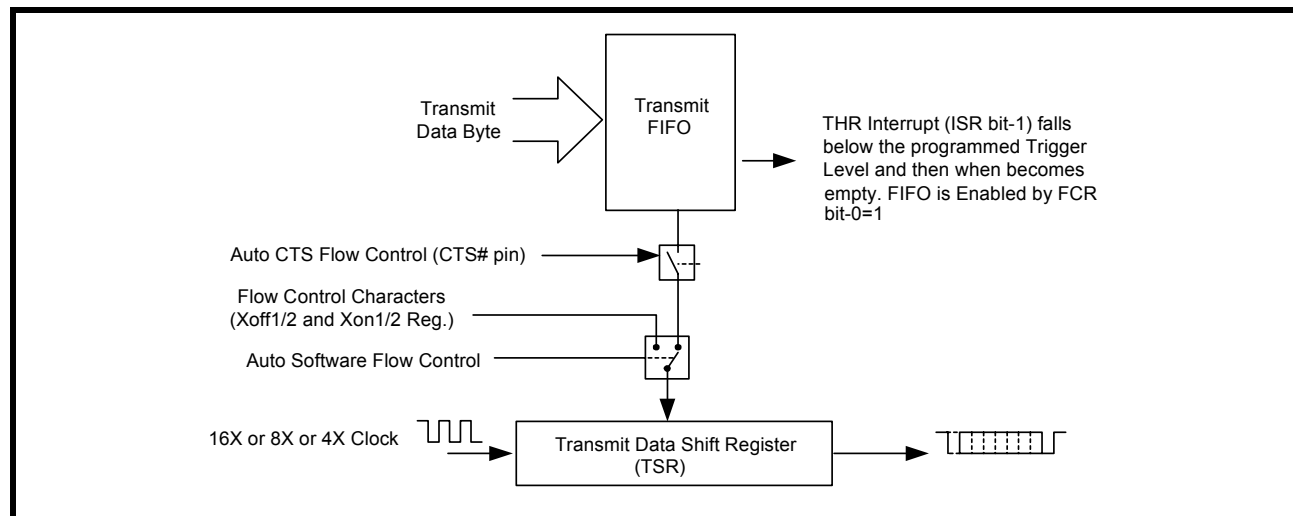 Transmit
Data Byte
Transmit
FIFO
THR Interrupt (ISR bit-1) falls
below the programmed Trigger
Level and then when becomes
empty. FIFO is Enabled by FCR
bit-0=1
Auto CTS Flow Control (CTS# pin)
Flow Control Characters
(Xoff1/2 and Xon1/2 Reg.)
Auto Software Flow Control
16X or 8X or 4X Clock
Transmit Data Shift Register
(TSR)